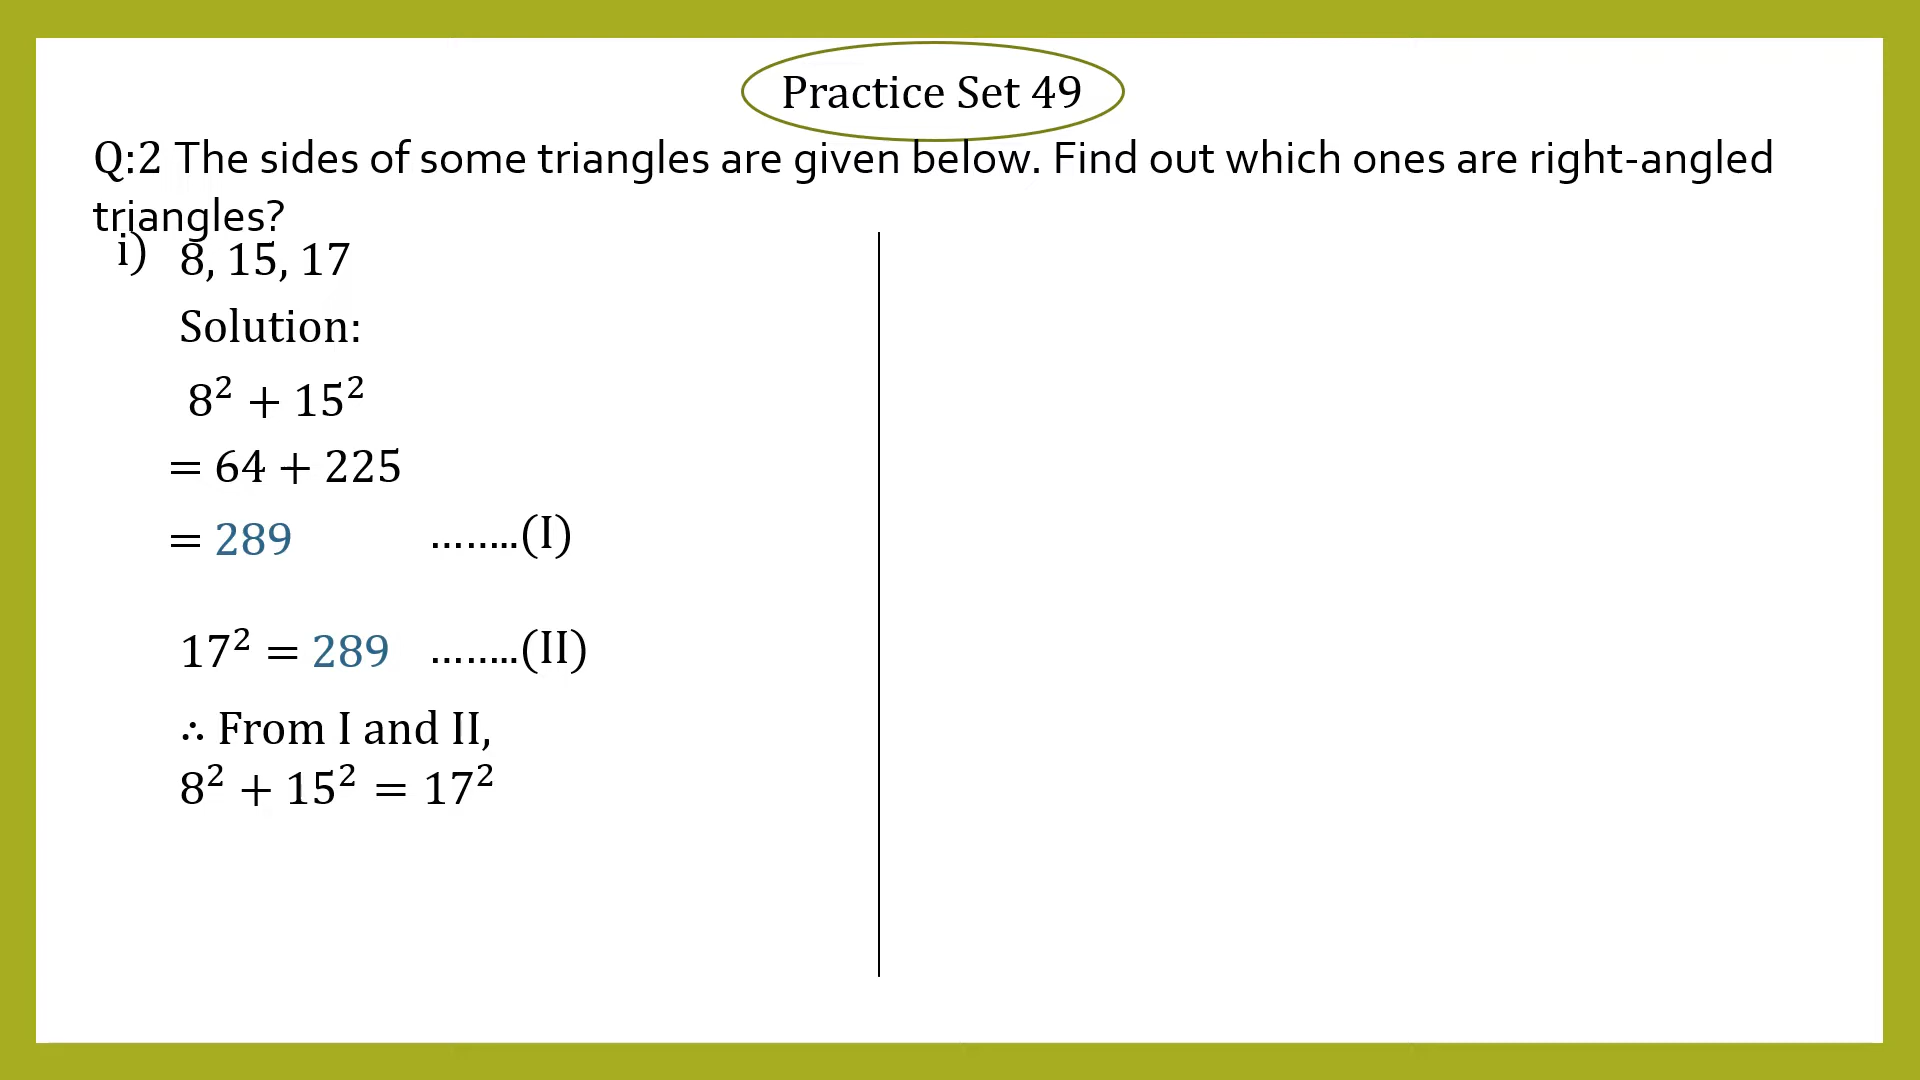 Practice Set 49
Q:2 The sides of some triangles are given below. Find out which ones are right-angled
triangles?
i) 8, 15, 17
Solution:
8² + 15²
= 64 + 225
= 289 ……..(I)
17² = 289 ……..(II)
∴ From I and II,
8² + 15² = 17²